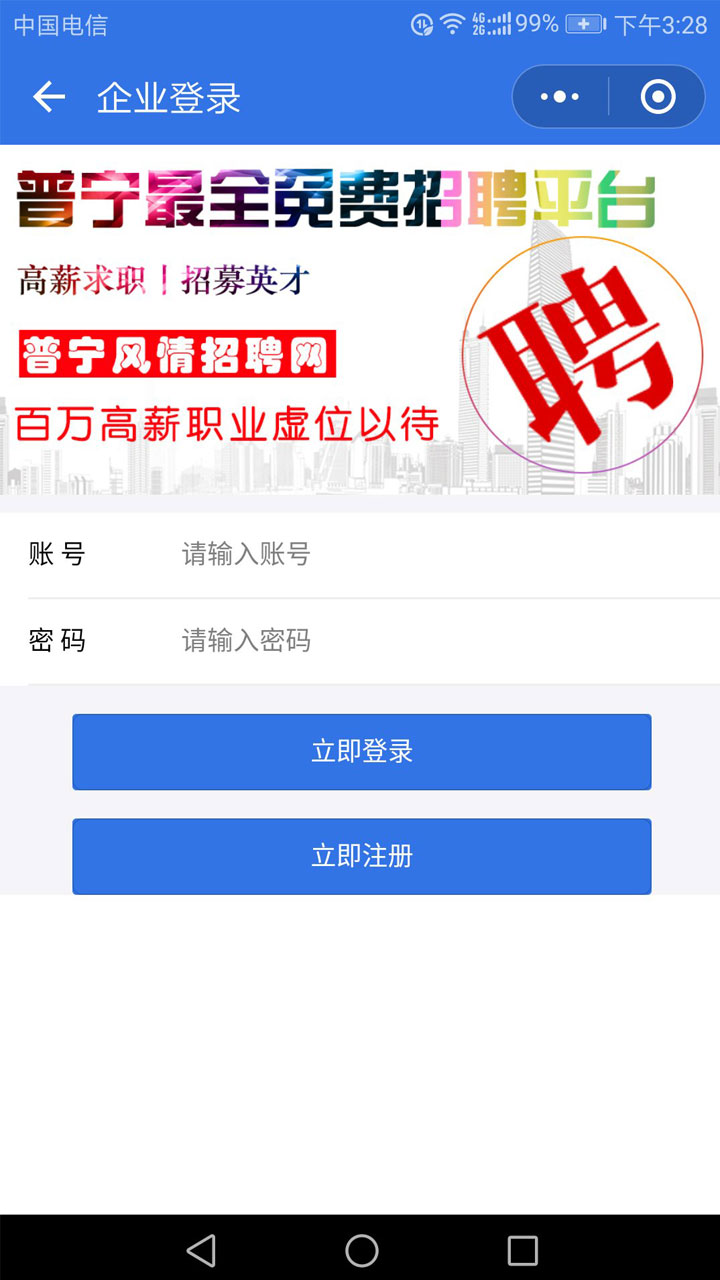 中国电信 4G 2G 99% 下午3:28
企业登录
普宁最全免费招聘平台
高薪求职丨招募英才
聘
普宁风情招聘网
百万高薪职业虚位以待
账 号 请输入账号
密 码 请输入密码
立即登录
立即注册